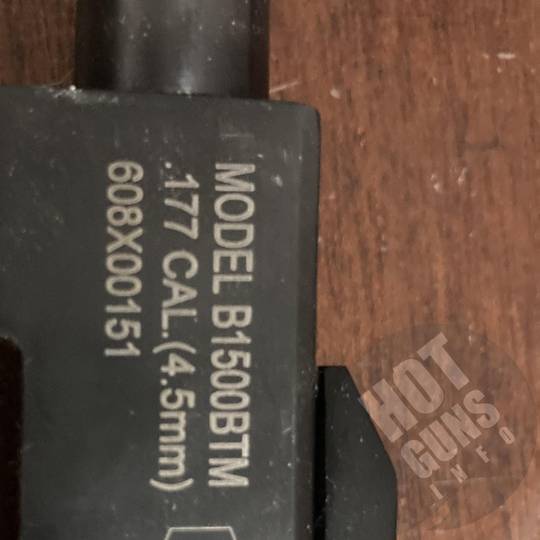 MODEL B1500BTM
.177 CAL.(4.5mm)
608X00151
HOT
GUNS
INFO